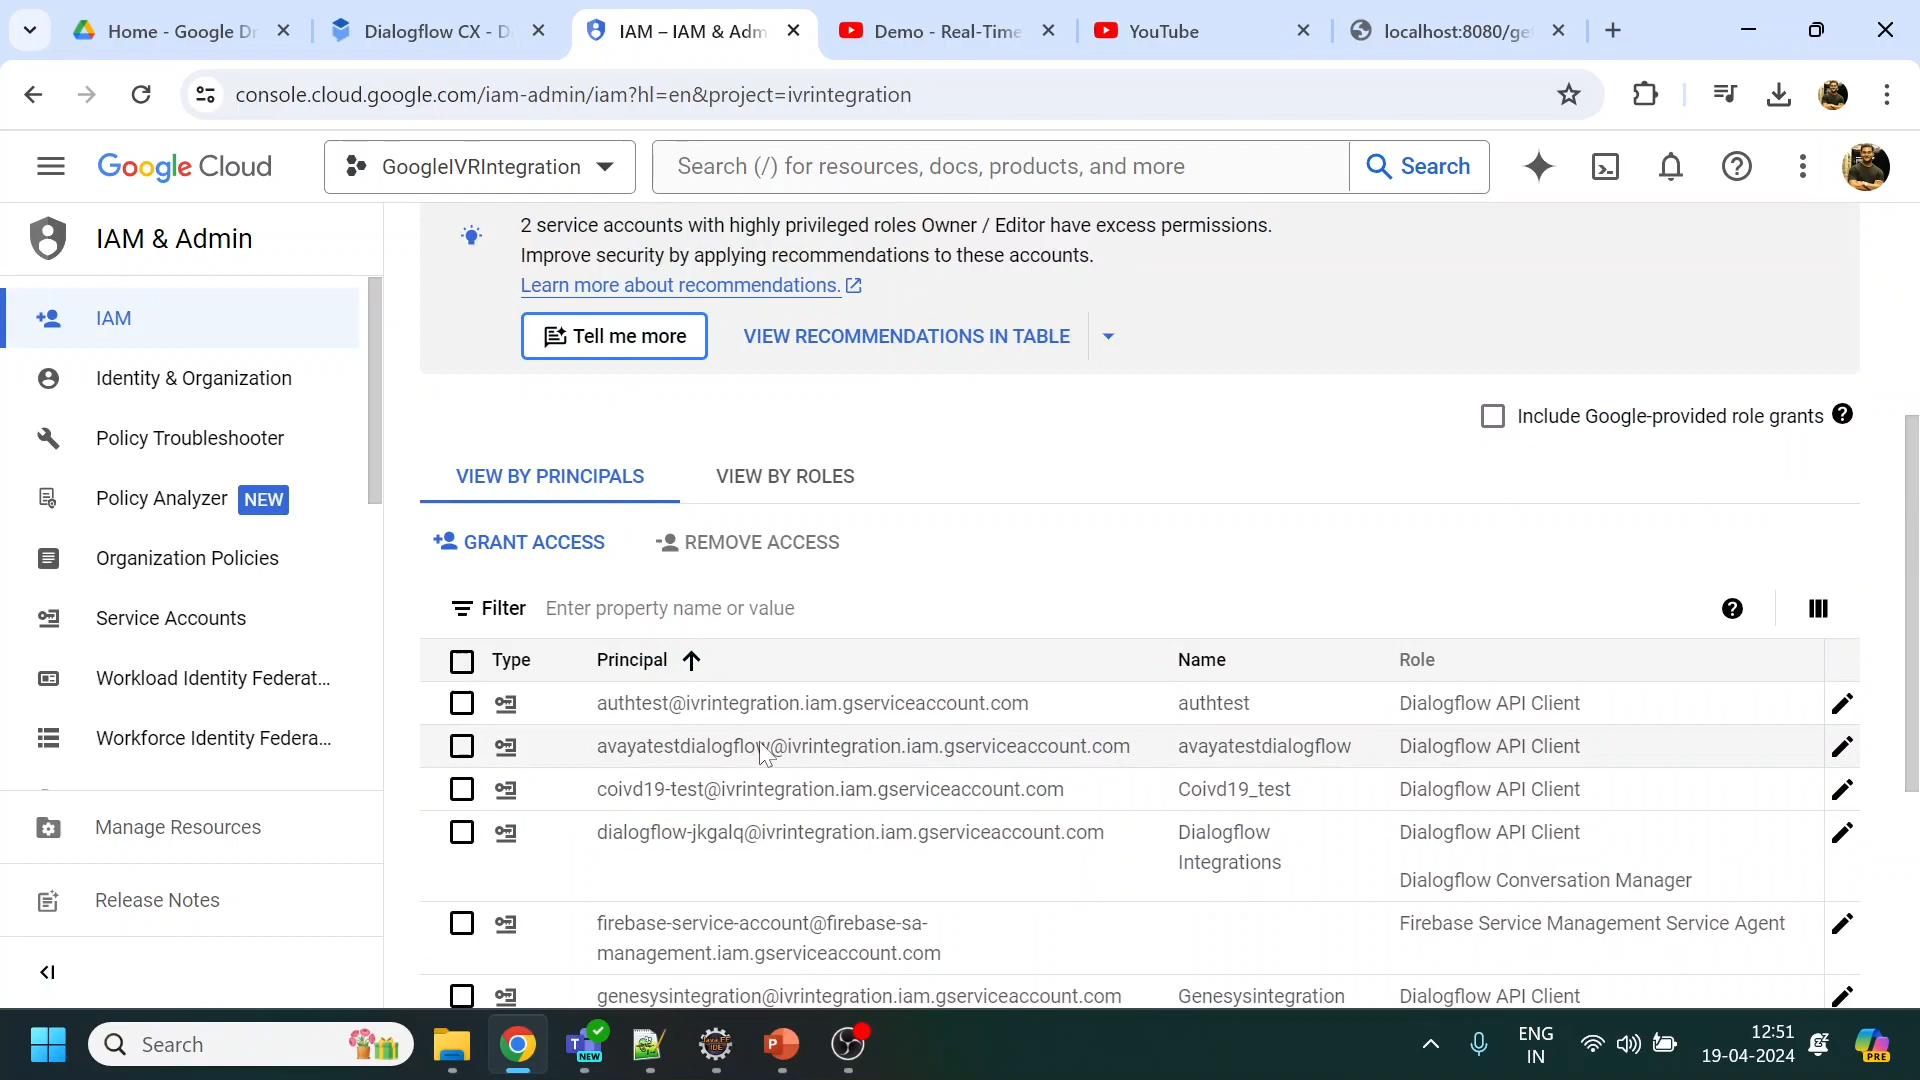 Home - Google Dr
Dialogflow CX - D
IAM – IAM & Adm
Demo - Real-Time
YouTube
localhost:8080/ge
console.cloud.google.com/iam-admin/iam?hl=en&project=ivrintegration
Google Cloud
GoogleIVRIntegration
Search (/) for resources, docs, products, and more
Search
IAM & Admin
IAM
Identity & Organization
Policy Troubleshooter
Policy Analyzer NEW
Organization Policies
Service Accounts
Workload Identity Federat...
Workforce Identity Federa...
Manage Resources
Release Notes
2 service accounts with highly privileged roles Owner / Editor have excess permissions.
Improve security by applying recommendations to these accounts.
Learn more about recommendations.
Tell me more
VIEW RECOMMENDATIONS IN TABLE
Include Google-provided role grants
VIEW BY PRINCIPALS
VIEW BY ROLES
GRANT ACCESS
REMOVE ACCESS
Filter Enter property name or value
Type Principal Name Role
authtest@ivrintegration.iam.gserviceaccount.com authtest Dialogflow API Client
avayatestdialogflow@ivrintegration.iam.gserviceaccount.com avayatestdialogflow Dialogflow API Client
coivd19-test@ivrintegration.iam.gserviceaccount.com Coivd19_test Dialogflow API Client
dialogflow-jkgalq@ivrintegration.iam.gserviceaccount.com Dialogflow Dialogflow API Client
Integrations
Dialogflow Conversation Manager
firebase-service-account@firebase-sa- Firebase Service Management Service Agent
management.iam.gserviceaccount.com
genesysintegration@ivrintegration.iam.gserviceaccount.com Genesysintegration Dialogflow API Client
Search
NEW
ENG
IN
12:51
19-04-2024
PRE